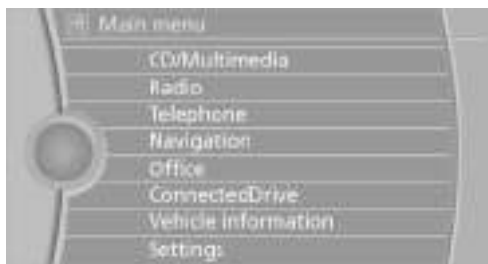 Main menu
CD/Multimedia
Radio
Telephone
Navigation
Office
ConnectedDrive
Vehicle information
Settings